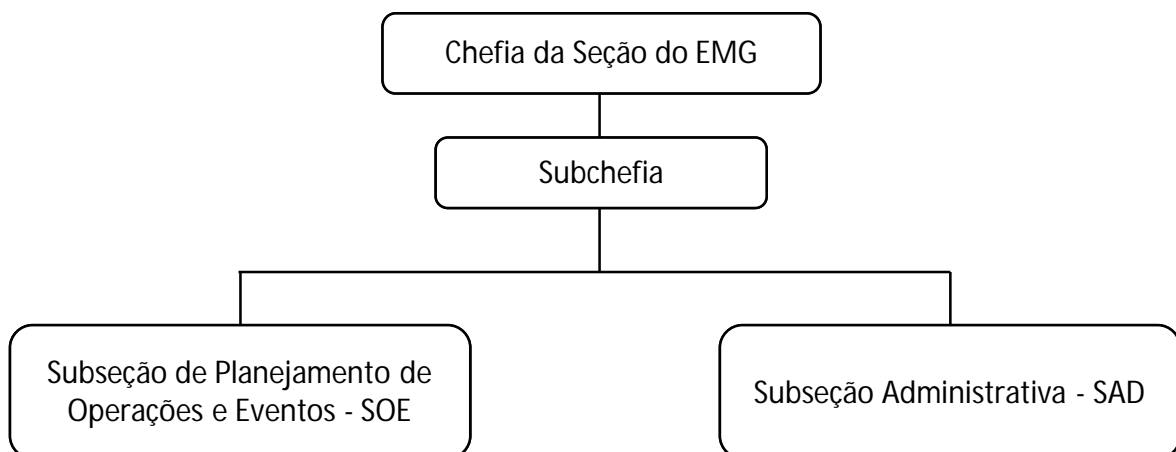 Chefia da Seção do EMG
Subchefia
Subseção de Planejamento de
Operações e Eventos - SOE
Subseção Administrativa - SAD